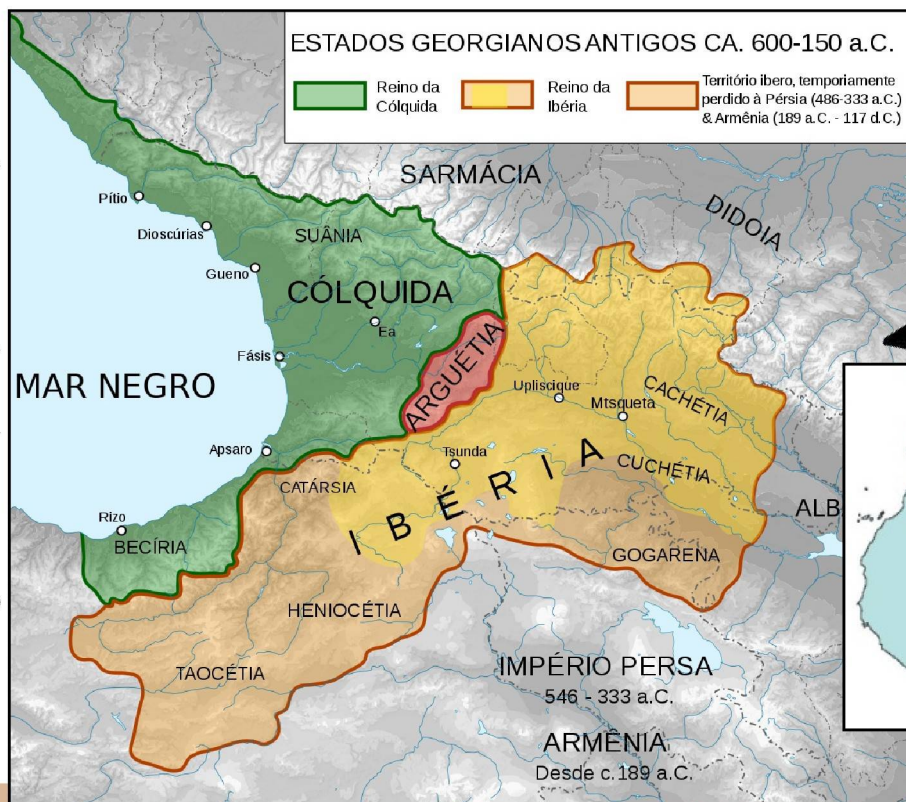 ESTADOS GEORGIANOS ANTIGOS CA. 600-150 a.C.
Reino da
Cólquida
Reino da
Ibéria
Território ibero, temporiamente
perdido à Pérsia (486-333 a.C.)
& Armênia (189 a.C. - 117 d.C.)
SARMÁCIA
Pítio
DIDOIA
Dioscúrias
SUÂNIA
Gueno
CÓLQUIDA
Ea
ARGUÉTIA
Fásis
MAR NEGRO
Upliscique
CACHÉTIA
Mtsqueta
Apsaro
Tsunda
CUCHÉTIA
CATÁRSIA
IBÉRIA
ALB
Rizo
BECÍRIA
GOGARENA
HENIOCÉTIA
TAOCÉTIA
IMPÉRIO PERSA
546 - 333 a.C.
ARMÊNIA
Desde c.189 a.C.